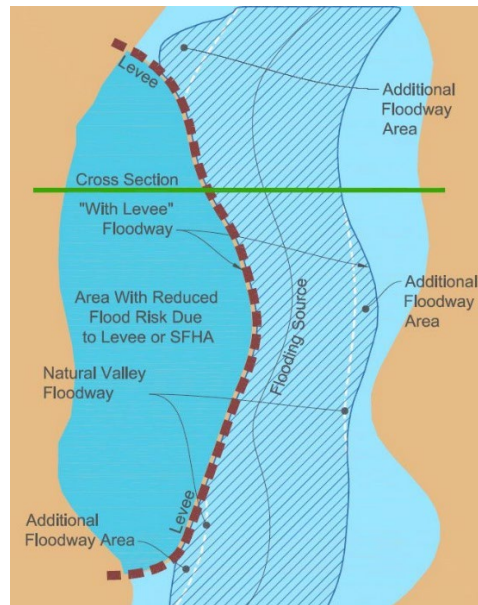 Levee
Additional
Floodway
Area
Cross Section
"With Levee"
Floodway
Additional
Floodway
Area
Area With Reduced
Flood Risk Due
to Levee or SFHA
Flooding Source
Natural Valley
Floodway
Levee
Additional
Floodway Area